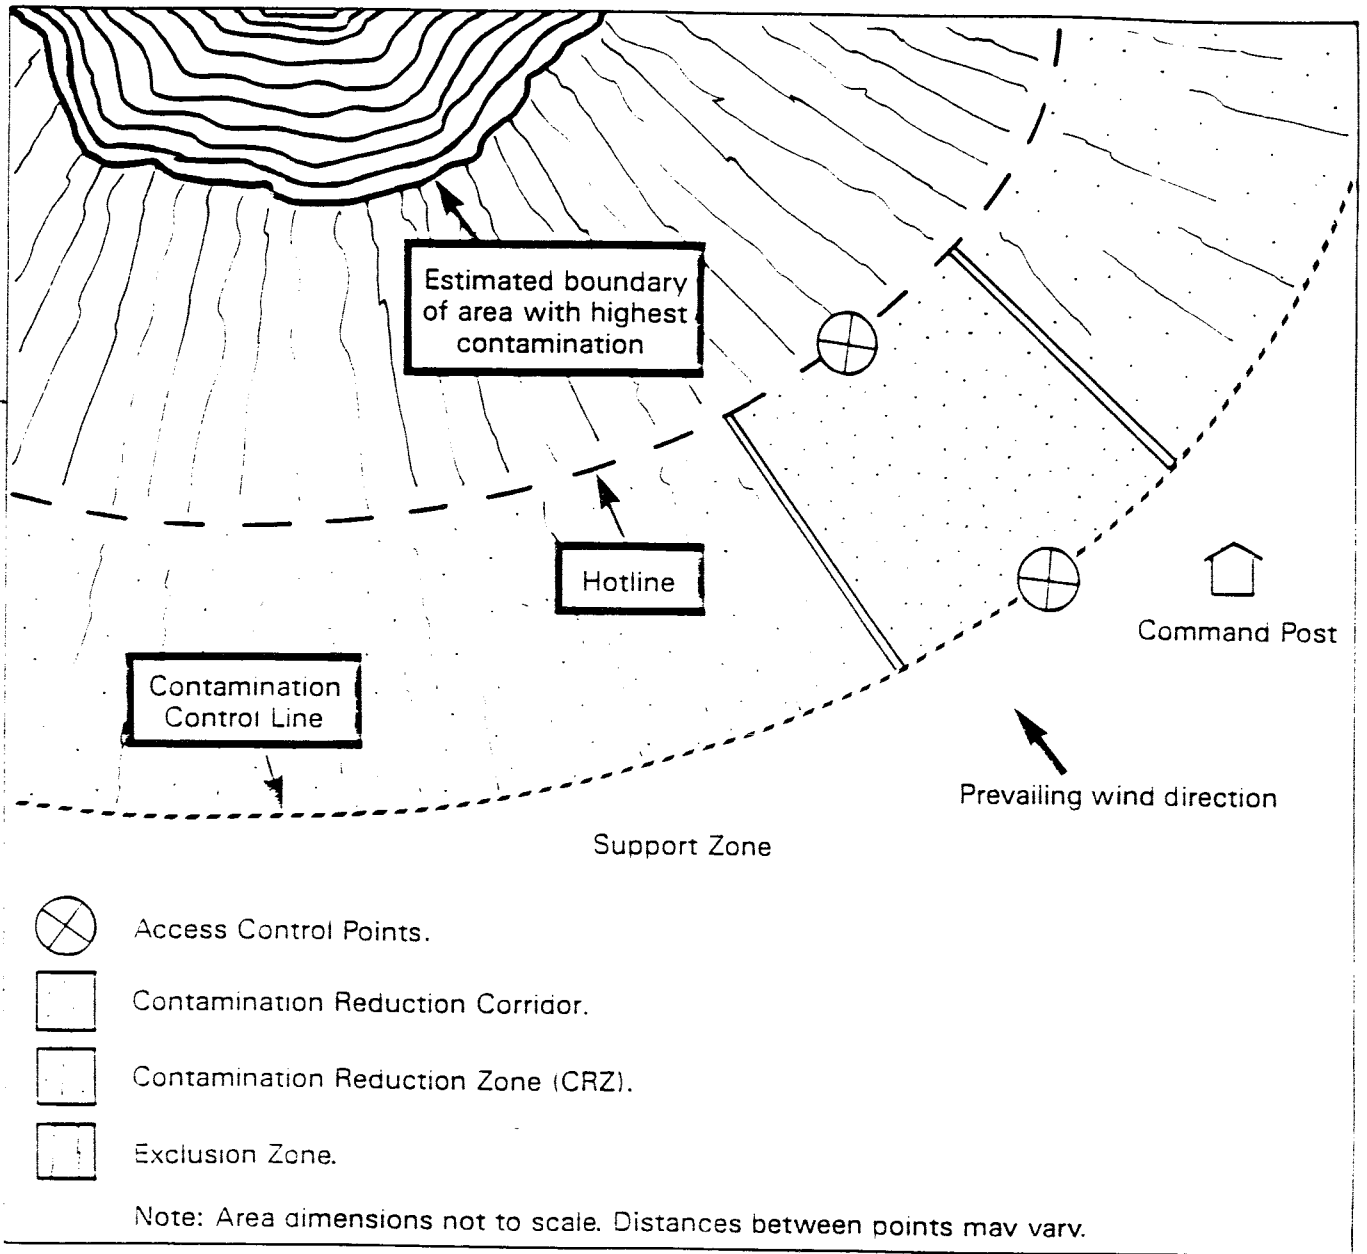 Estimated boundary
of area with highest
contamination
Hotline
Command Post
Contamination
Control Line
Prevailing wind direction
Support Zone
Access Control Points.
Contamination Reduction Corridor.
Contamination Reduction Zone (CRZ).
Exclusion Zone.
Note: Area dimensions not to scale. Distances between points may vary.